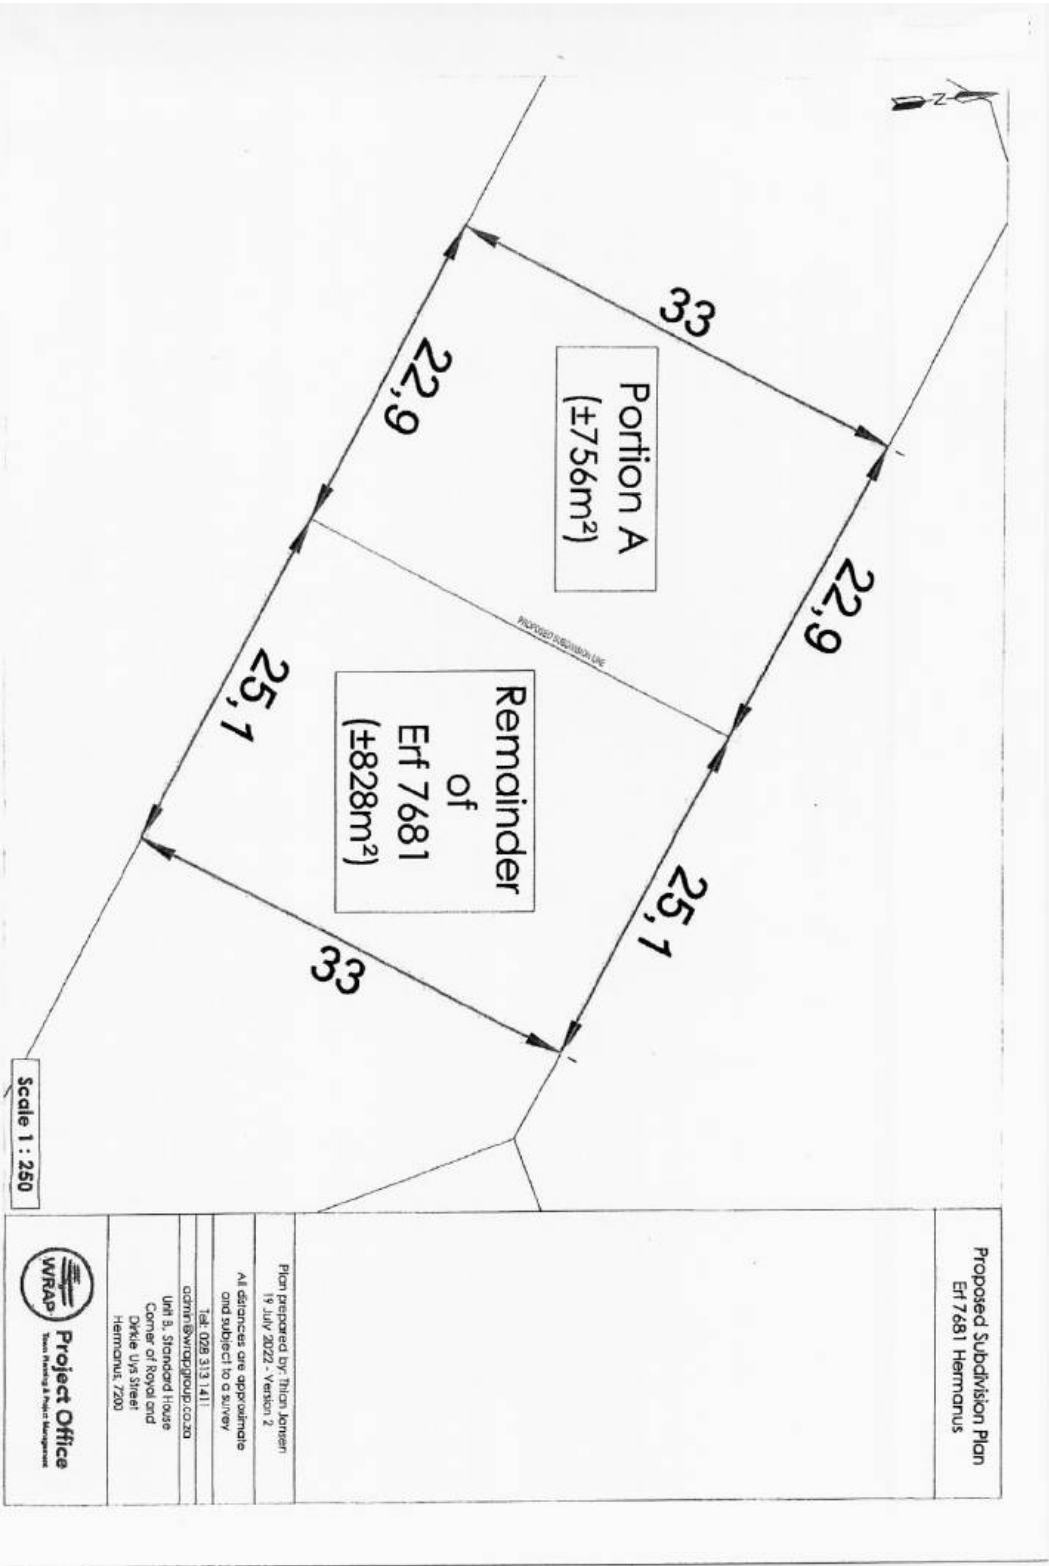 Proposed Subdivision Plan
Erf 7681 Hermanus
N
33
22,9
22,9
Portion A
(±756m²)
PROPOSED SUBDIVISION LINE
25,1
25,1
33
Remainder
of
Erf 7681
(±828m²)
Scale 1 : 250
Plan prepared by: Thian Jansen
19 July 2022 - Version 2
All distances are approximate
and subject to a survey
Tel: 028 313 1411
admin@wrapgroup.co.za
Unit B, Standard House
Corner of Royal and
Dirkie Uys Street
Hermanus, 7200
WRAP
Project Office
Town Planning & Project Management